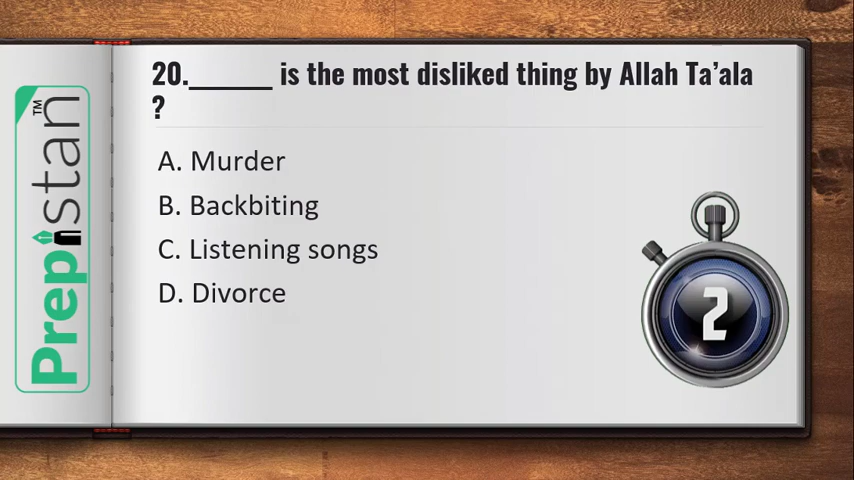 20.______ is the most disliked thing by Allah Ta’ala
?
A. Murder
B. Backbiting
C. Listening songs
D. Divorce
Prepistan™
2